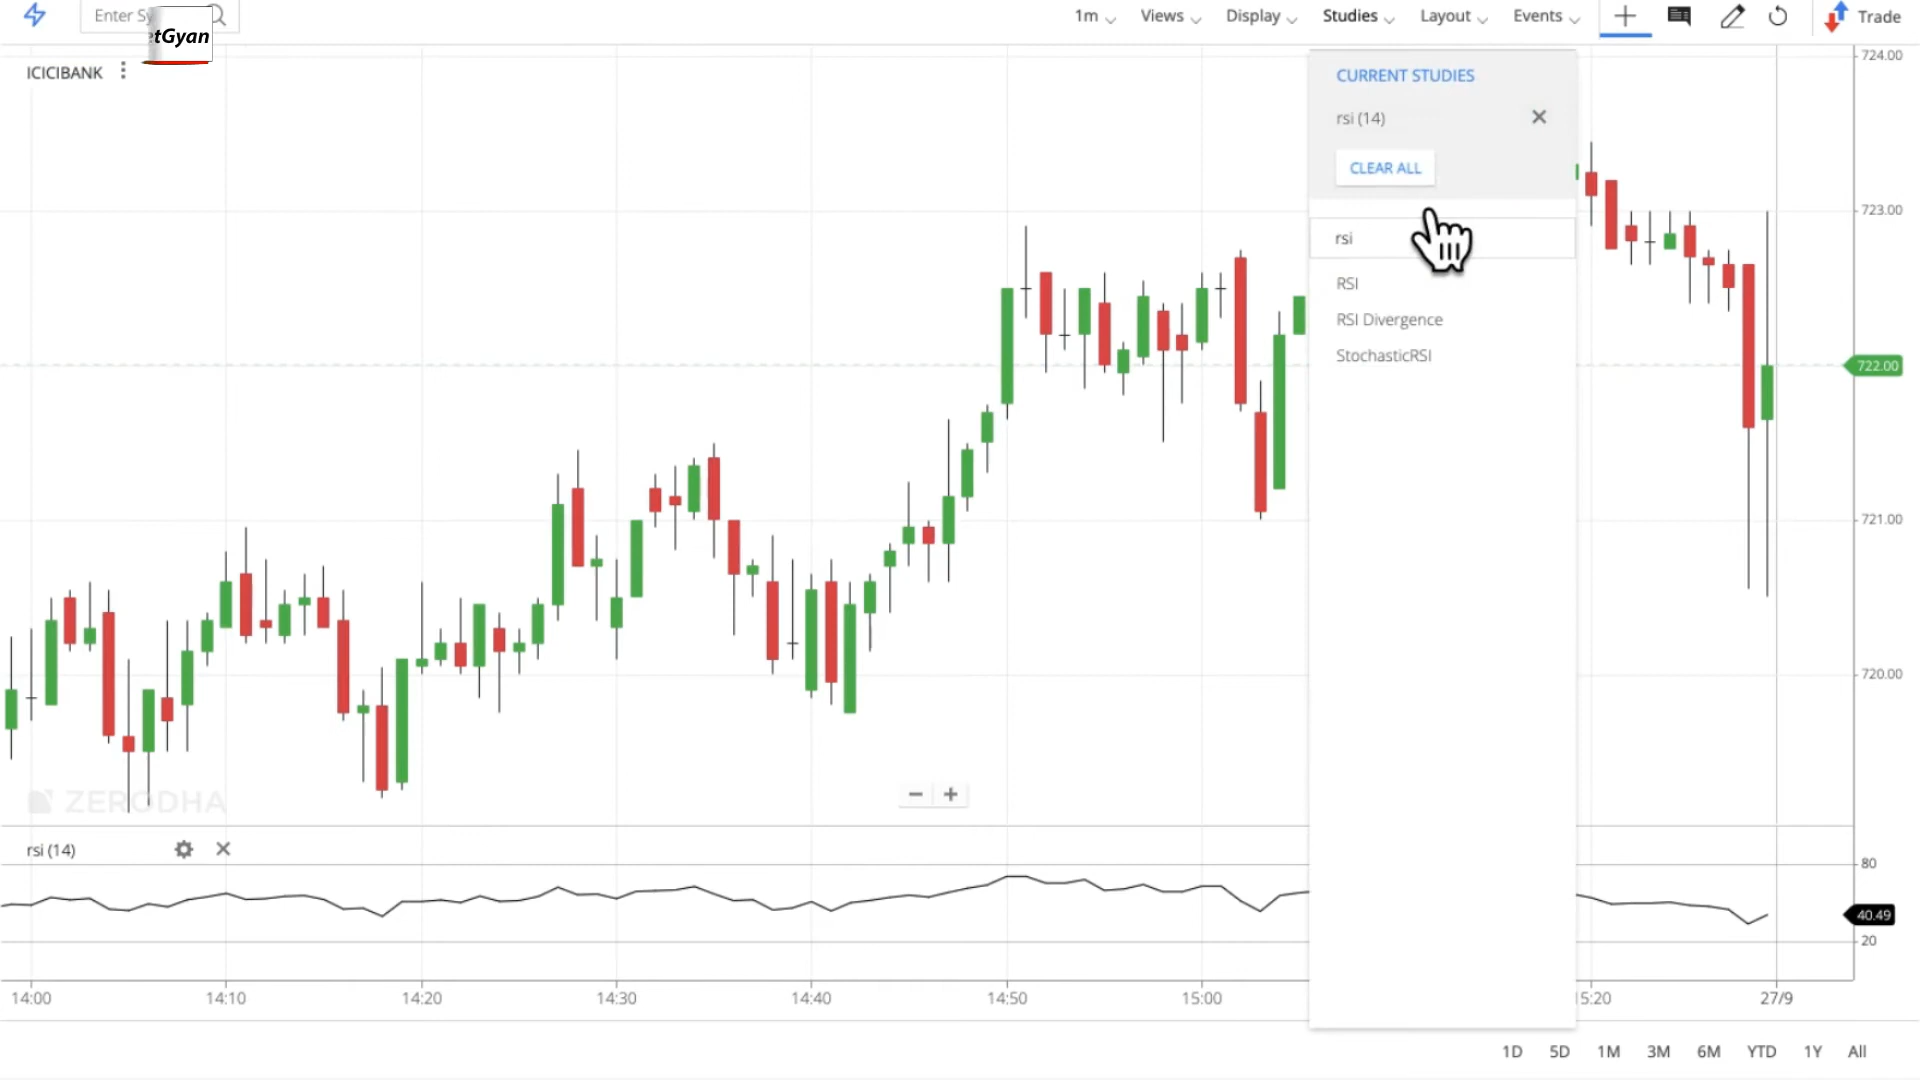 Enter Sy
etGyan
1m
Views
Display
Studies
Layout
Events
Trade
ICICIBANK
CURRENT STUDIES
rsi (14)
CLEAR ALL
rsi
RSI
RSI Divergence
StochasticRSI
724.00
723.00
722.00
721.00
720.00
ZERODHA
rsi (14)
80
40.49
20
14:00
14:10
14:20
14:30
14:40
14:50
15:00
5:20
27/9
1D
5D
1M
3M
6M
YTD
1Y
All